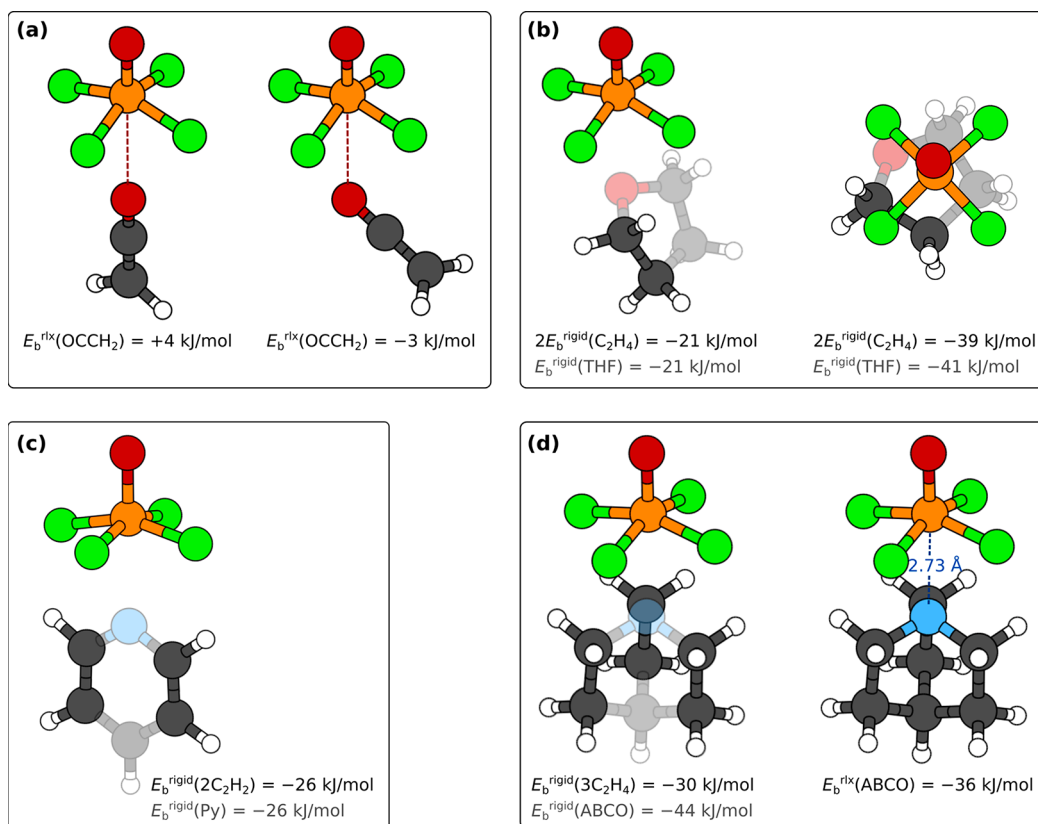 (a)
E_b^rlx(OCCH₂) = +4 kJ/mol
E_b^rlx(OCCH₂) = −3 kJ/mol
(b)
2E_b^rigid(C₂H₄) = −21 kJ/mol
E_b^rigid(THF) = −21 kJ/mol
2E_b^rigid(C₂H₄) = −39 kJ/mol
E_b^rigid(THF) = −41 kJ/mol
(c)
E_b^rigid(2C₂H₂) = −26 kJ/mol
E_b^rigid(Py) = −26 kJ/mol
(d)
2.73 Å
E_b^rigid(3C₂H₄) = −30 kJ/mol
E_b^rigid(ABCO) = −44 kJ/mol
E_b^rlx(ABCO) = −36 kJ/mol